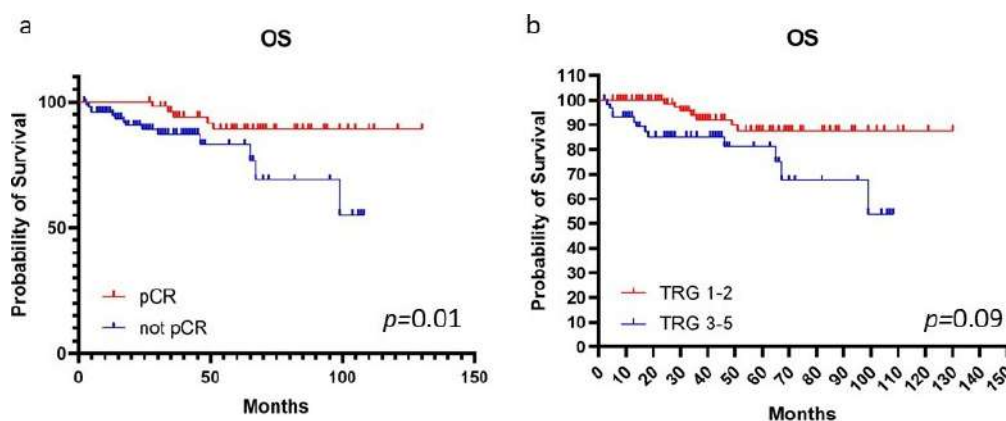 a
OS
Probability of Survival
100
50
0
0 50 100 150
Months
pCR
not pCR
p=0.01
b
OS
Probability of Survival
110
100
90
80
70
60
50
40
30
20
10
0
0 10 20 30 40 50 60 70 80 90 100 110 120 130 140 150
Months
TRG 1-2
TRG 3-5
p=0.09